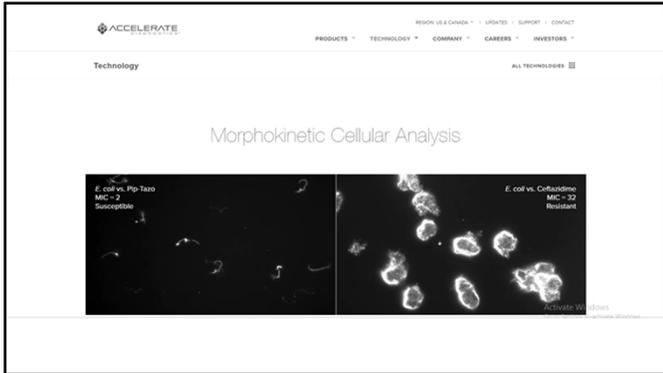 ACCELERATE
DIAGNOSTICS
REGION: US & CANADA UPDATES SUPPORT CONTACT
PRODUCTS TECHNOLOGY COMPANY CAREERS INVESTORS
Technology
ALL TECHNOLOGIES
Morphokinetic Cellular Analysis
E. coli vs. Pip-Tazo
MIC = 2
Susceptible
E. coli vs. Ceftazidime
MIC = 32
Resistant
Activate Windows